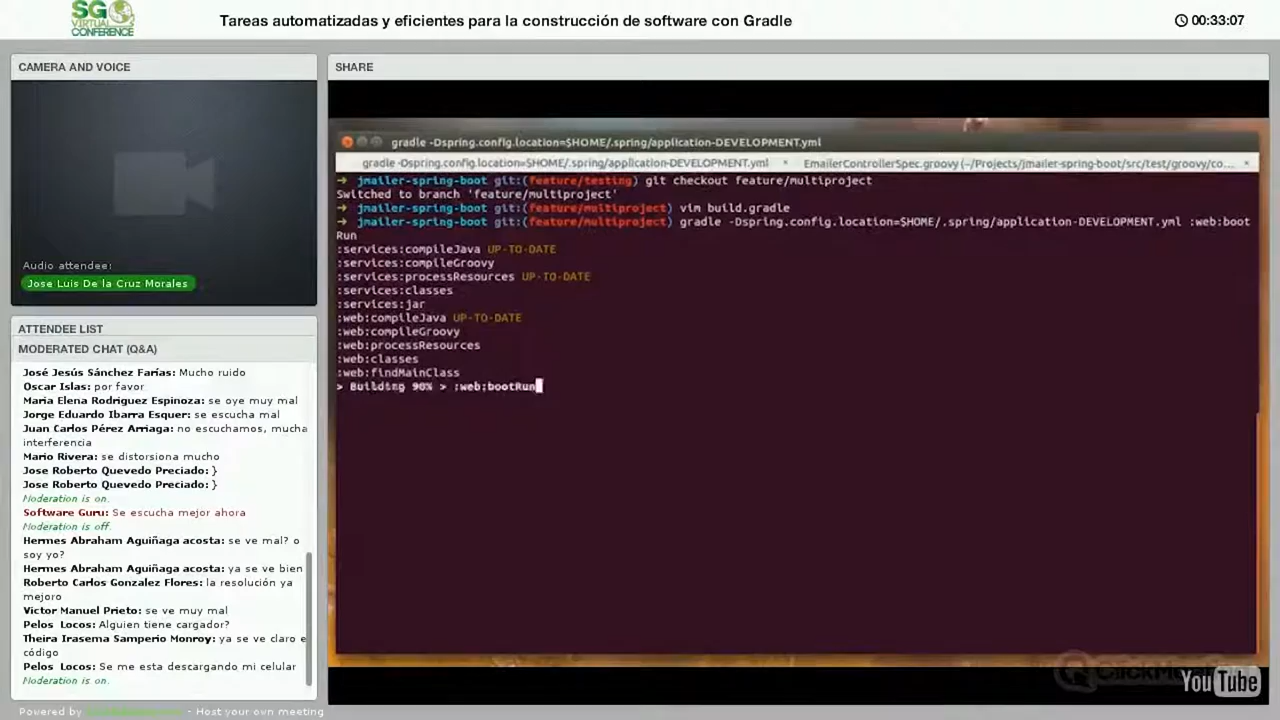 SG
VIRTUAL
CONFERENCE
Tareas automatizadas y eficientes para la construcción de software con Gradle
00:33:07
CAMERA AND VOICE
Audio attendee:
Jose Luis De la Cruz Morales
ATTENDEE LIST
MODERATED CHAT (Q&A)
José Jesús Sánchez Farías: Mucho ruido
Oscar Islas: por favor
Maria Elena Rodriguez Espinoza: se oye muy mal
Jorge Eduardo Ibarra Esquer: se escucha mal
Juan Carlos Pérez Arriaga: no escuchamos, mucha
interferencia
Mario Rivera: se distorsiona mucho
Jose Roberto Quevedo Preciado: }
Jose Roberto Quevedo Preciado: }
Moderation is on.
Software Guru: Se escucha mejor ahora
Moderation is off.
Hermes Abraham Aguiñaga acosta: se ve mal? o
soy yo?
Hermes Abraham Aguiñaga acosta: ya se ve bien
Roberto Carlos Gonzalez Flores: la resolución ya
mejoro
Victor Manuel Prieto: se ve muy mal
Pelos Locos: Alguien tiene cargador?
Theira Irasema Samperio Monroy: ya se ve claro e
código
Pelos Locos: Se me esta descargando mi celular
Moderation is on.
Powered by - Host your own meeting
SHARE
gradle -Dspring.config.location=$HOME/.spring/application-DEVELOPMENT.yml
gradle -Dspring.config.location=$HOME/.spring/application-DEVELOPMENT.yml × EmailerControllerSpec.groovy (~/Projects/jmailer-spring-boot/src/test/groovy/co... ×
➜ jmailer-spring-boot git:(feature/testing) git checkout feature/multiproject
Switched to branch 'feature/multiproject'
➜ jmailer-spring-boot git:(feature/multiproject) vim build.gradle
➜ jmailer-spring-boot git:(feature/multiproject) gradle -Dspring.config.location=$HOME/.spring/application-DEVELOPMENT.yml :web:boot
Run
:services:compileJava UP-TO-DATE
:services:compileGroovy
:services:processResources UP-TO-DATE
:services:classes
:services:jar
:web:compileJava UP-TO-DATE
:web:compileGroovy
:web:processResources
:web:classes
:web:findMainClass
> Building 90% > :web:bootRun
YouTube